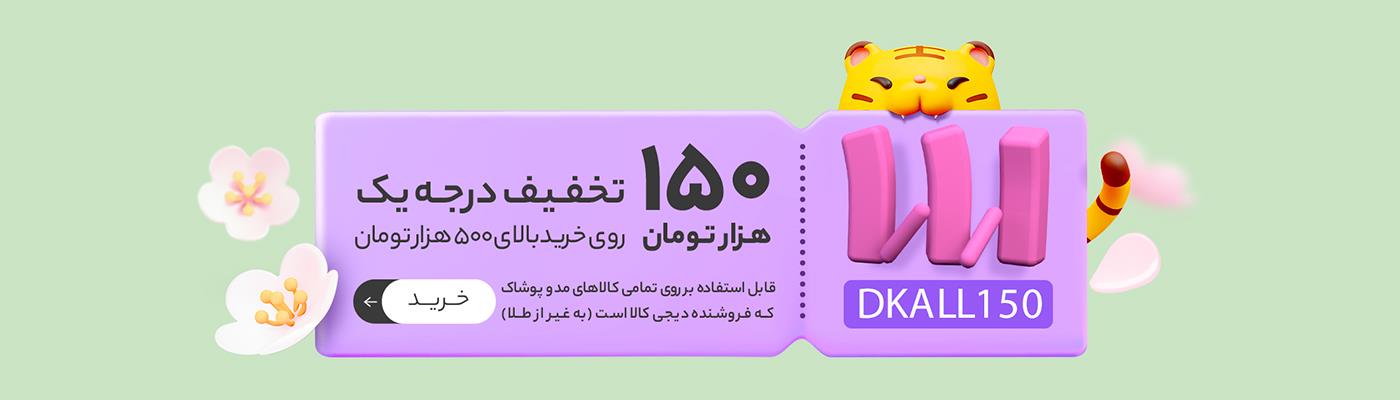 ۱۵۰
هزار تومان
تخفیف درجه یک
روی خرید بالای ۵۰۰ هزار تومان
قابل استفاده بر روی تمامی کالاهای مد و پوشاک
که فروشنده دیجی کالا است (به غیر از طلا)
خرید
DKALL150